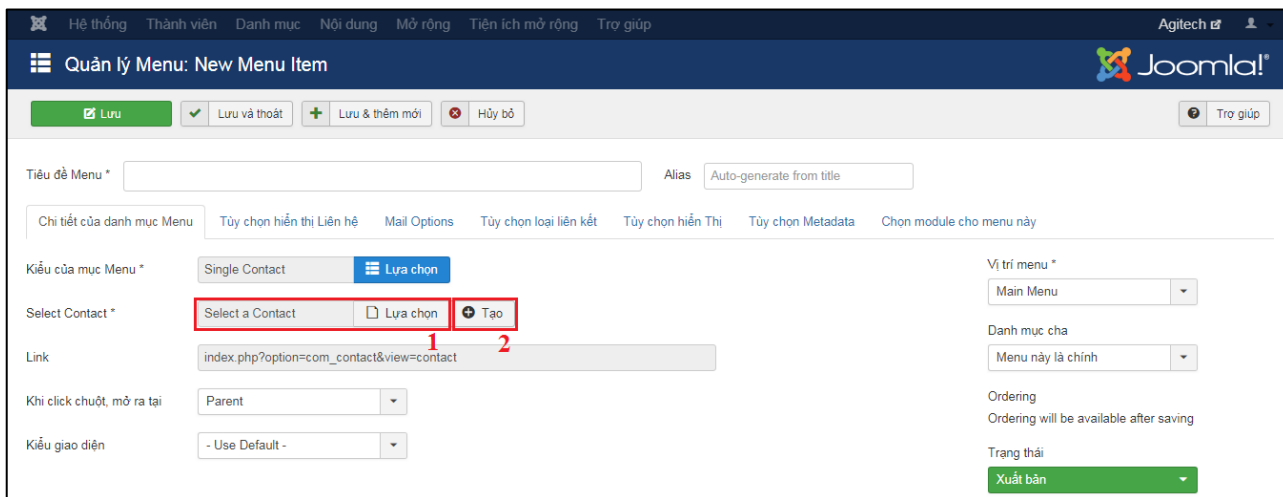 Hệ thống Thành viên Danh mục Nội dung Mở rộng Tiện ích mở rộng Trợ giúp Agitech
Quản lý Menu: New Menu Item Joomla!®
Lưu Lưu và thoát Lưu & thêm mới Hủy bỏ Trợ giúp
Tiêu đề Menu * Alias Auto-generate from title
Chi tiết của danh mục Menu Tùy chọn hiển thị Liên hệ Mail Options Tùy chọn loại liên kết Tùy chọn hiển Thị Tùy chọn Metadata Chọn module cho menu này
Kiểu của mục Menu * Single Contact Lựa chọn Vị trí menu *
Main Menu
Select Contact * Select a Contact Lựa chọn Tạo
1 2
Danh mục cha
Link index.php?option=com_contact&view=contact Menu này là chính
Khi click chuột, mở ra tại Parent Ordering
Ordering will be available after saving
Kiểu giao diện - Use Default - Trạng thái
Xuất bản